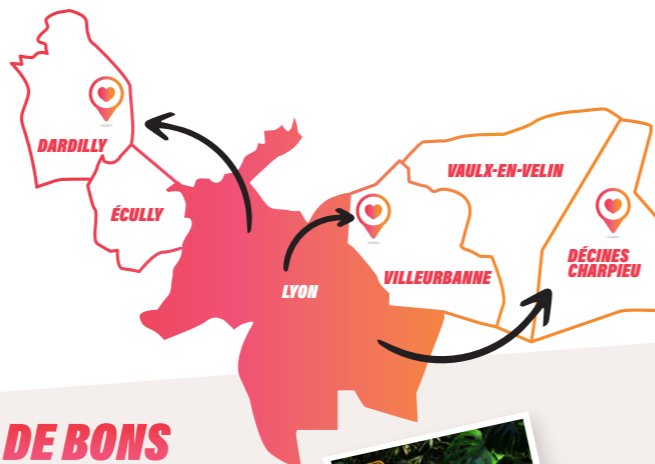 DARDILLY
ÉCULLY
LYON
VAULX-EN-VELIN
VILLEURBANNE
DÉCINES
CHARPIEU
DE BONS